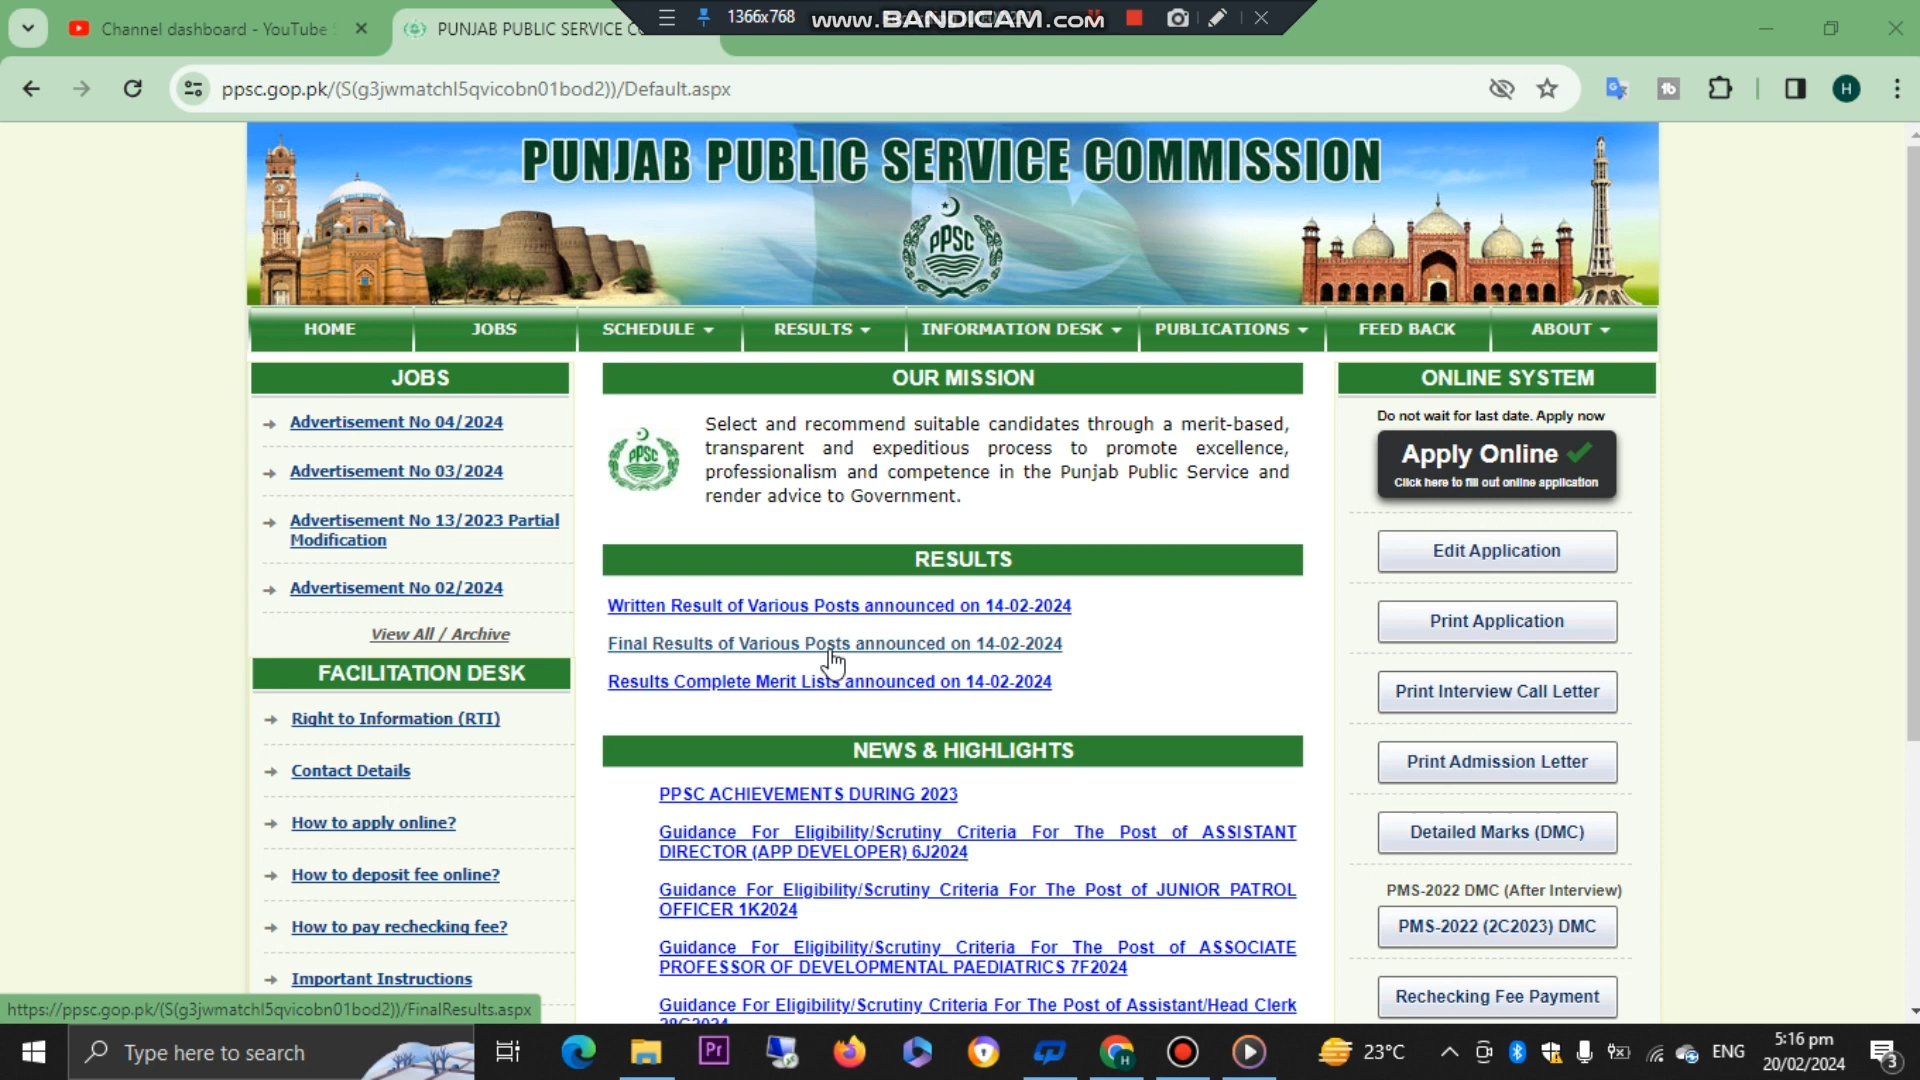 1366x768
www.BANDICAM.com
Channel dashboard - YouTube
PUNJAB PUBLIC SERVICE
ppsc.gop.pk/(S(g3jwmatchl5qvicobn01bod2))/Default.aspx
H
PUNJAB PUBLIC SERVICE COMMISSION
PPSC
HOME
JOBS
SCHEDULE
RESULTS
INFORMATION DESK
PUBLICATIONS
FEED BACK
ABOUT
JOBS
Advertisement No 04/2024
Advertisement No 03/2024
Advertisement No 13/2023 Partial
Modification
Advertisement No 02/2024
View All / Archive
FACILITATION DESK
Right to Information (RTI)
Contact Details
How to apply online?
How to deposit fee online?
How to pay rechecking fee?
Important Instructions
OUR MISSION
PPSC
Select and recommend suitable candidates through a merit-based,
transparent and expeditious process to promote excellence,
professionalism and competence in the Punjab Public Service and
render advice to Government.
RESULTS
Written Result of Various Posts announced on 14-02-2024
Final Results of Various Posts announced on 14-02-2024
Results Complete Merit Lists announced on 14-02-2024
NEWS & HIGHLIGHTS
PPSC ACHIEVEMENTS DURING 2023
Guidance For Eligibility/Scrutiny Criteria For The Post of ASSISTANT
DIRECTOR (APP DEVELOPER) 6J2024
Guidance For Eligibility/Scrutiny Criteria For The Post of JUNIOR PATROL
OFFICER 1K2024
Guidance For Eligibility/Scrutiny Criteria For The Post of ASSOCIATE
PROFESSOR OF DEVELOPMENTAL PAEDIATRICS 7F2024
Guidance For Eligibility/Scrutiny Criteria For The Post of Assistant/Head Clerk
ONLINE SYSTEM
Do not wait for last date. Apply now
Apply Online
Click here to fill out online application
Edit Application
Print Application
Print Interview Call Letter
Print Admission Letter
Detailed Marks (DMC)
PMS-2022 DMC (After Interview)
PMS-2022 (2C2023) DMC
Rechecking Fee Payment
https://ppsc.gop.pk/(S(g3jwmatchl5qvicobn01bod2))/FinalResults.aspx
Type here to search
Pr
H
23°C
ENG
5:16 pm
20/02/2024
3